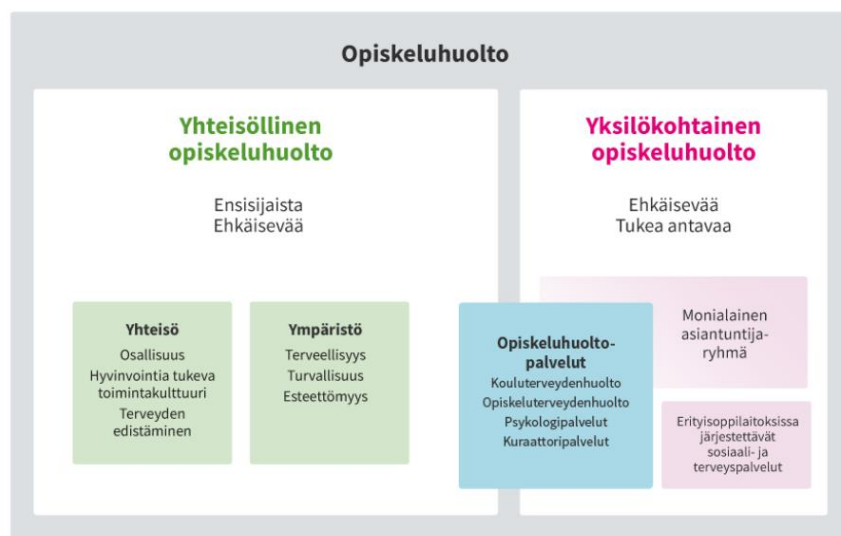 Opiskeluhuolto
Yhteisöllinen
opiskeluhuolto
Ensisijaista
Ehkäisevää
Yhteisö
Osallisuus
Hyvinvointia tukeva
toimintakulttuuri
Terveyden
edistäminen
Ympäristö
Terveellisyys
Turvallisuus
Esteettömyys
Yksilökohtainen
opiskeluhuolto
Ehkäisevää
Tukea antavaa
Opiskeluhuolto-
palvelut
Kouluterveydenhuolto
Opiskeluterveydenhuolto
Psykologipalvelut
Kuraattoripalvelut
Monialainen
asiantuntija-
ryhmä
Erityisoppilaitoksissa
järjestettävät
sosiaali- ja
terveyspalvelut